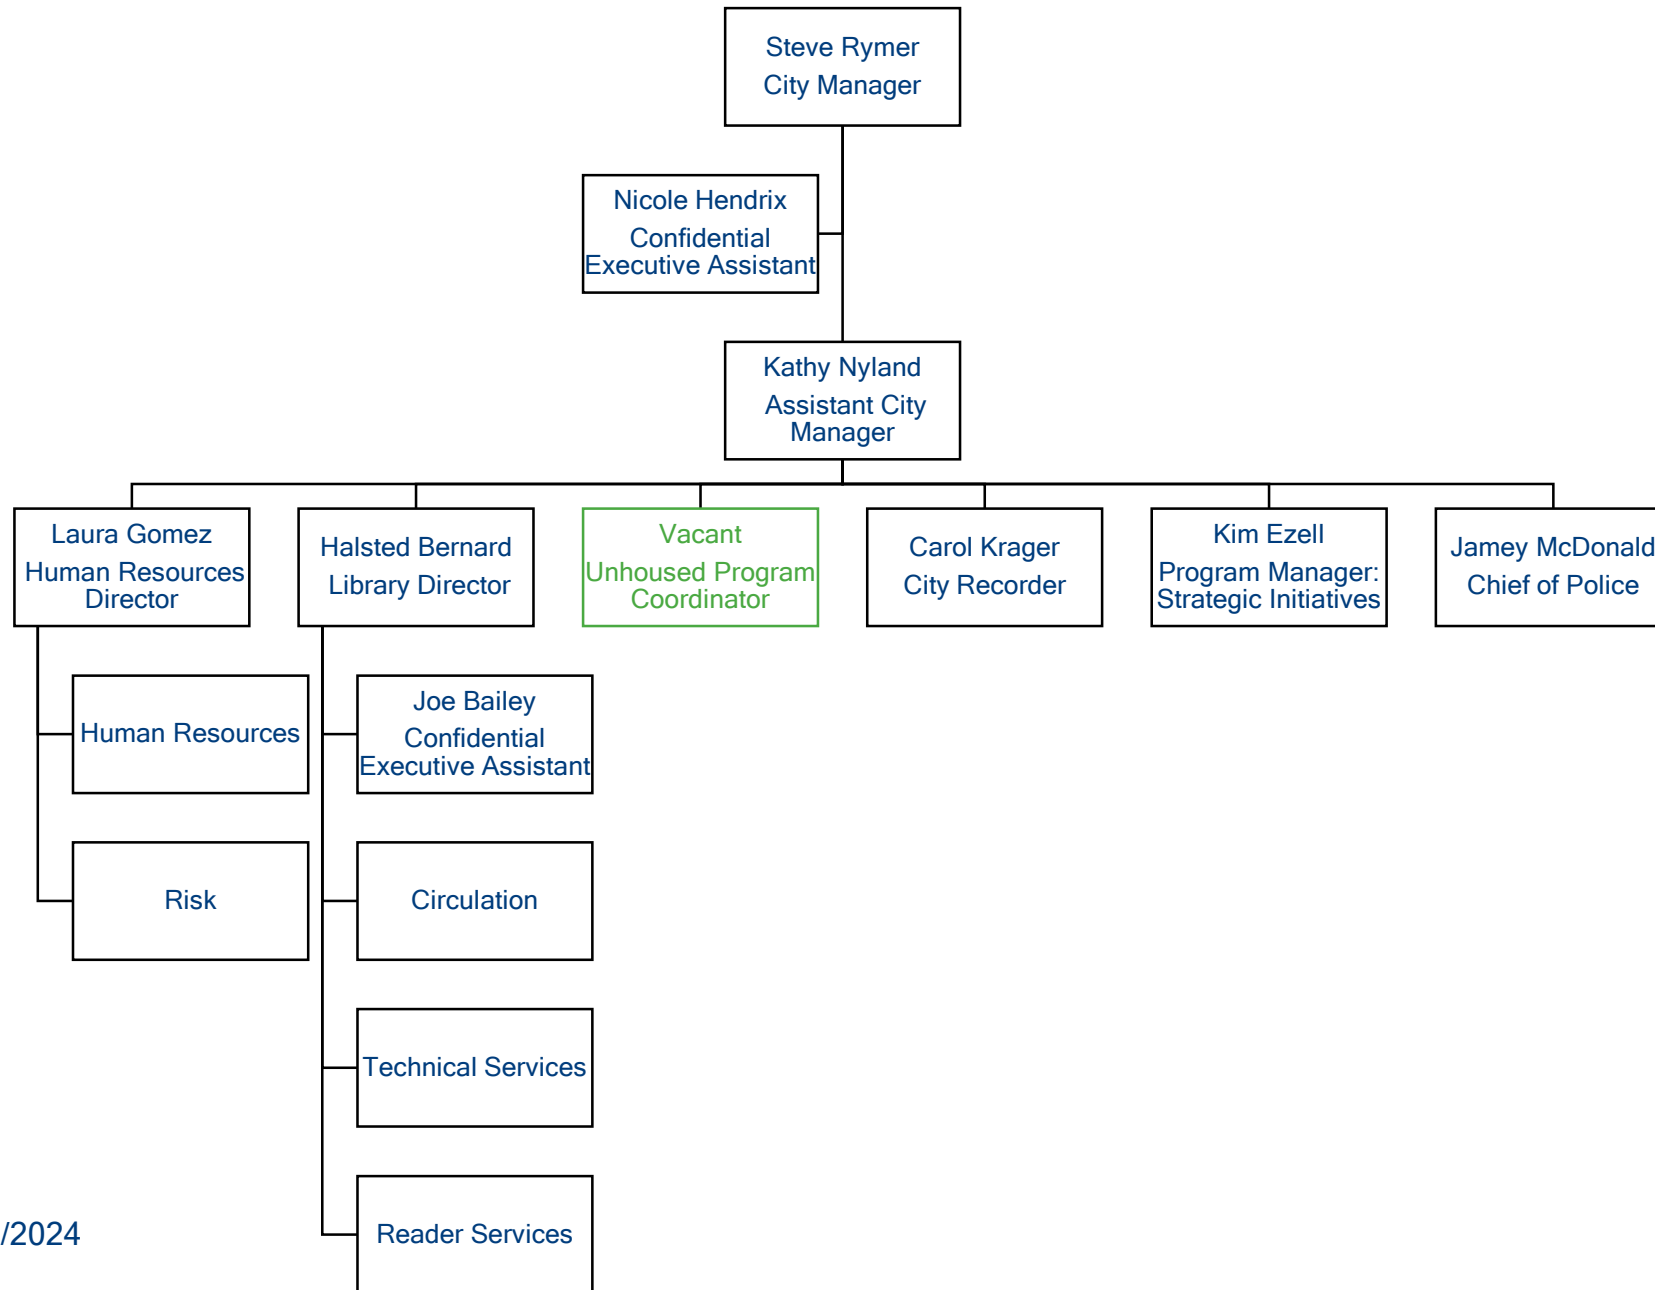 Steve Rymer
City Manager
Nicole Hendrix
Confidential
Executive Assistant
Kathy Nyland
Assistant City
Manager
Laura Gomez
Human Resources
Director
Halsted Bernard
Library Director
Vacant
Unhoused Program
Coordinator
Carol Krager
City Recorder
Kim Ezell
Program Manager:
Strategic Initiatives
Jamey McDonald
Chief of Police
Human Resources
Risk
Joe Bailey
Confidential
Executive Assistant
Circulation
Technical Services
Reader Services
/2024